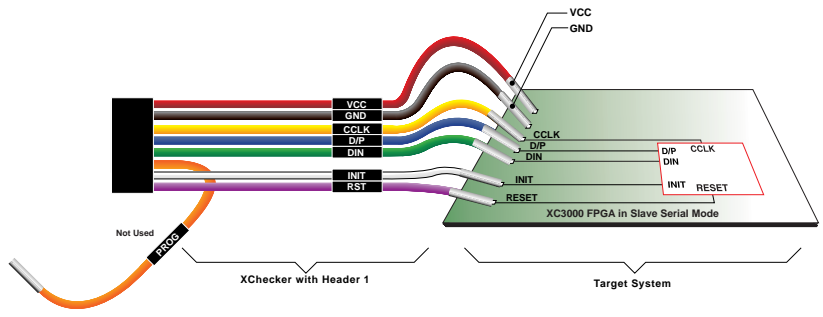 VCC
GND
VCC
GND
CCLK
D/P
DIN
INIT
RST
CCLK
D/P
DIN
INIT
RESET
D/P
CCLK
DIN
INIT
RESET
XC3000 FPGA in Slave Serial Mode
Not Used
PROG
XChecker with Header 1
Target System